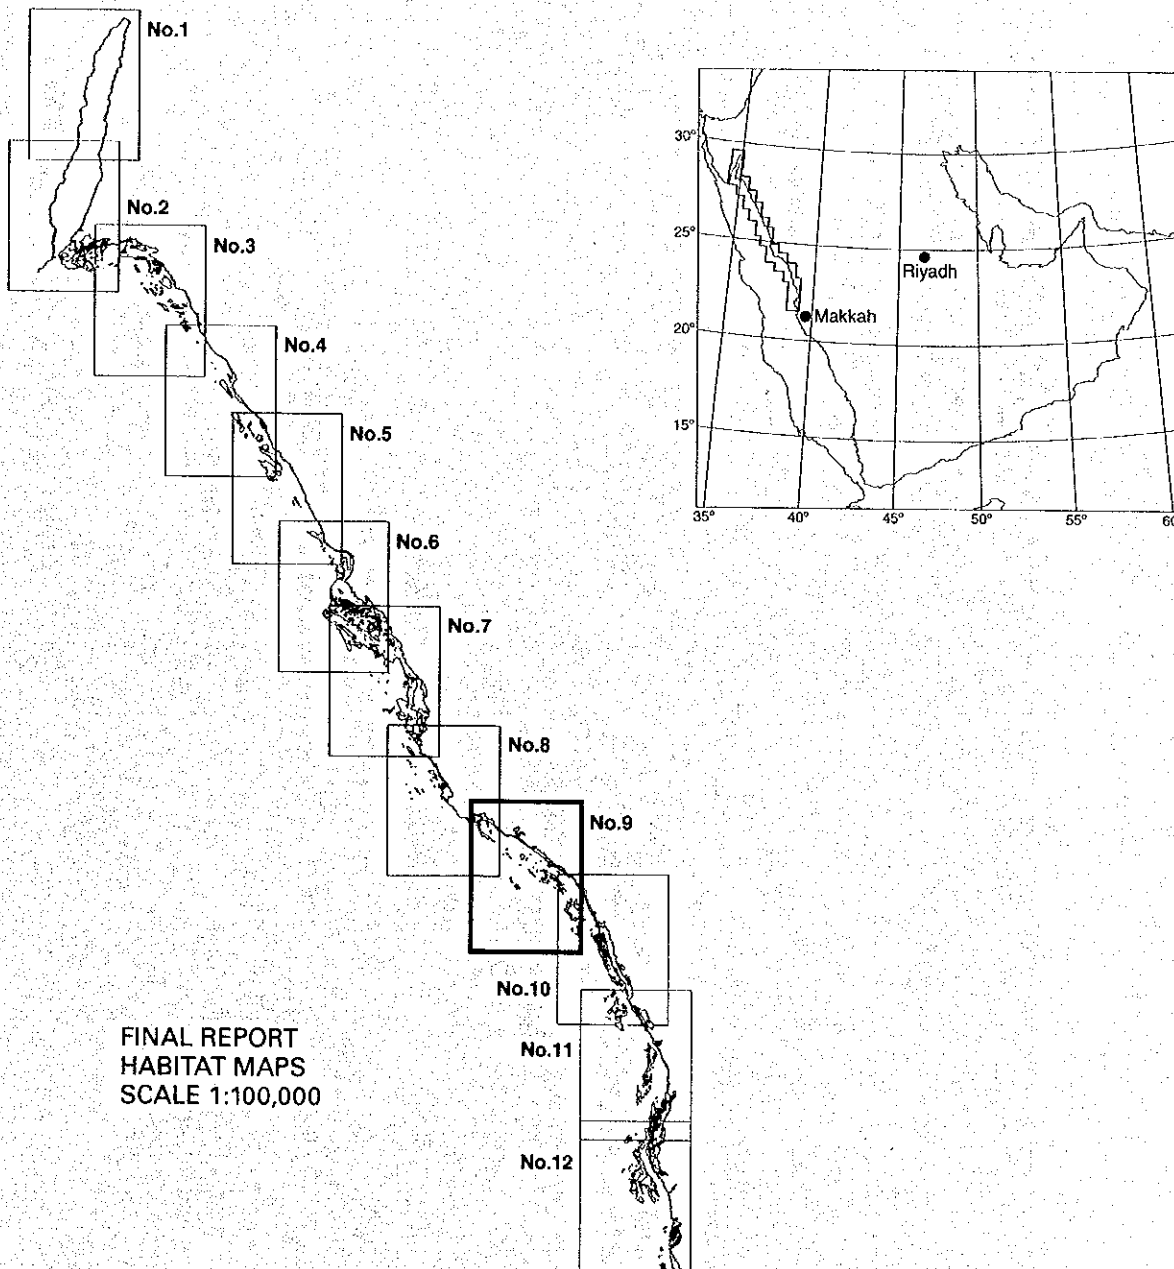 No.1
No.2
No.3
No.4
No.5
No.6
No.7
No.8
No.9
No.10
No.11
No.12
FINAL REPORT
HABITAT MAPS
SCALE 1:100,000
30°
25°
20°
15°
35°
40°
45°
50°
55°
60
Riyadh
Makkah